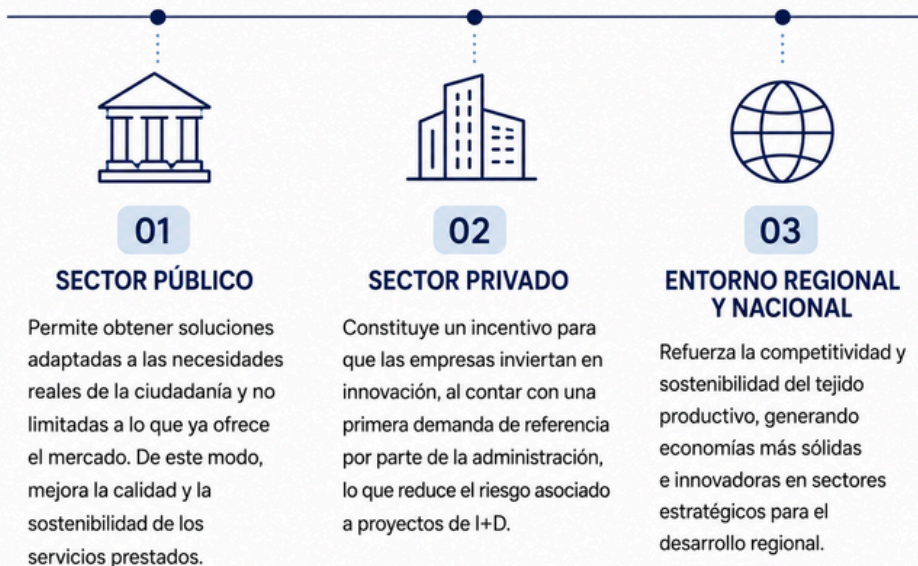 01
SECTOR PÚBLICO
Permite obtener soluciones
adaptadas a las necesidades
reales de la ciudadanía y no
limitadas a lo que ya ofrece
el mercado. De este modo,
mejora la calidad y la
sostenibilidad de los
servicios prestados.
02
SECTOR PRIVADO
Constituye un incentivo para
que las empresas inviertan en
innovación, al contar con una
primera demanda de referencia
por parte de la administración,
lo que reduce el riesgo asociado
a proyectos de I+D.
03
ENTORNO REGIONAL
Y NACIONAL
Refuerza la competitividad y
sostenibilidad del tejido
productivo, generando
economías más sólidas
e innovadoras en sectores
estratégicos para el
desarrollo regional.